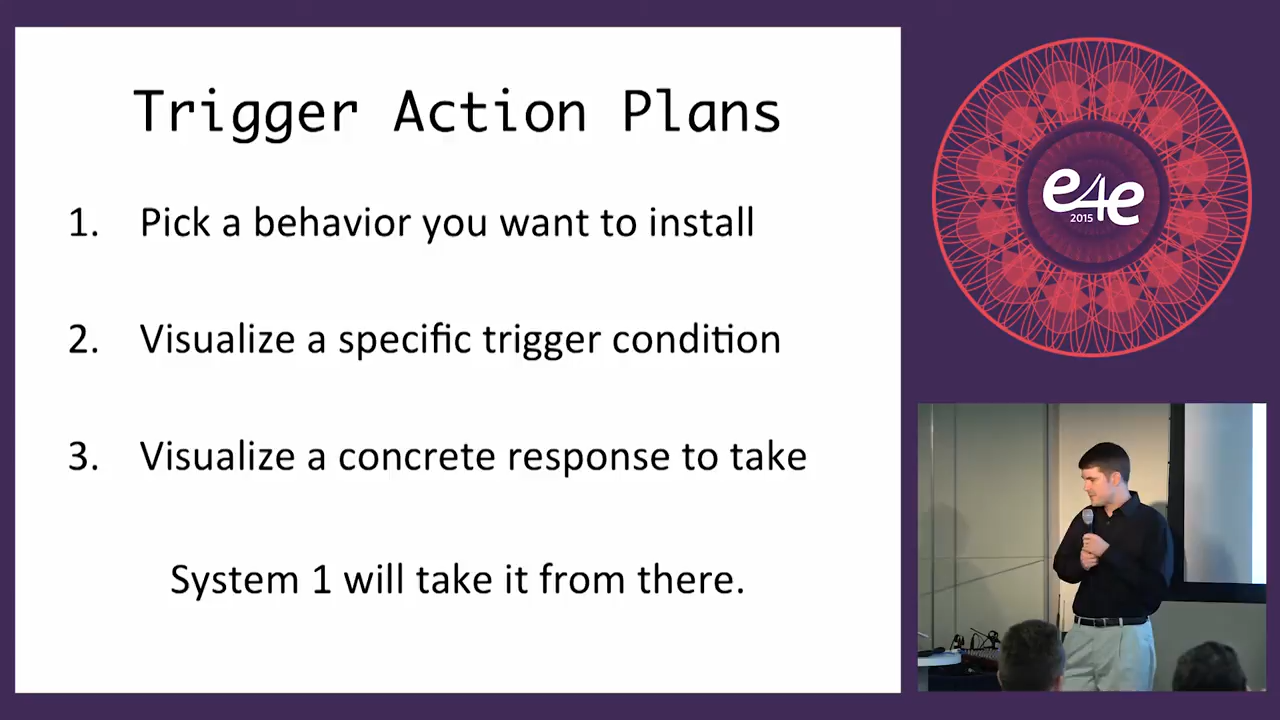 Trigger Action Plans
1. Pick a behavior you want to install
2. Visualize a specific trigger condition
3. Visualize a concrete response to take
System 1 will take it from there.
e4e
2015